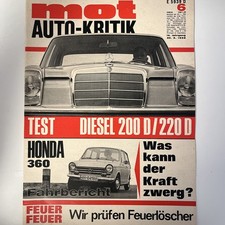 mot
AUTO-KRITIK
6
TEST DIESEL 200 D/220 D
HONDA
360
Fahrbericht
Was
kann
der
Kraft
zwerg?
FEUER
FEUER
Wir prüfen Feuerlöscher